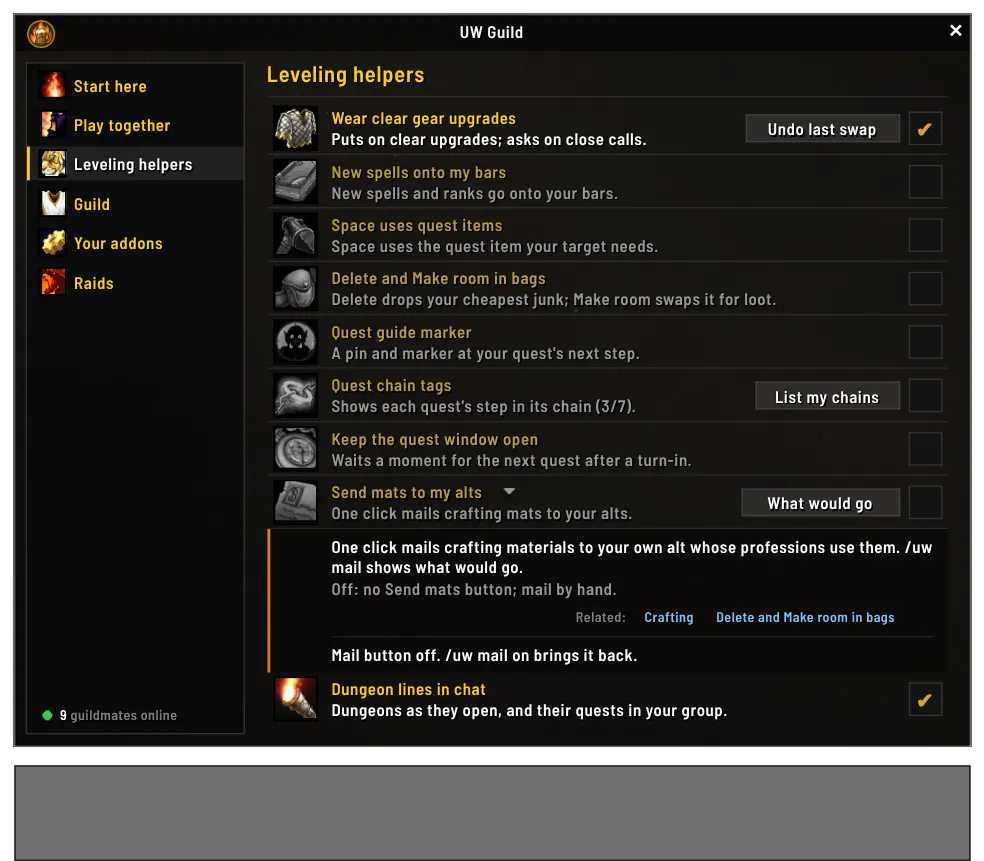 UW Guild
Start here
Play together
Leveling helpers
Guild
Your addons
Raids
9 guildmates online
Leveling helpers
Wear clear gear upgrades
Puts on clear upgrades; asks on close calls.
Undo last swap
New spells onto my bars
New spells and ranks go onto your bars.
Space uses quest items
Space uses the quest item your target needs.
Delete and Make room in bags
Delete drops your cheapest junk; Make room swaps it for loot.
Quest guide marker
A pin and marker at your quest's next step.
Quest chain tags
Shows each quest's step in its chain (3/7).
List my chains
Keep the quest window open
Waits a moment for the next quest after a turn-in.
Send mats to my alts
One click mails crafting mats to your alts.
What would go
One click mails crafting materials to your own alt whose professions use them. /uw
mail shows what would go.
Off: no Send mats button; mail by hand.
Related: Crafting Delete and Make room in bags
Mail button off. /uw mail on brings it back.
Dungeon lines in chat
Dungeons as they open, and their quests in your group.